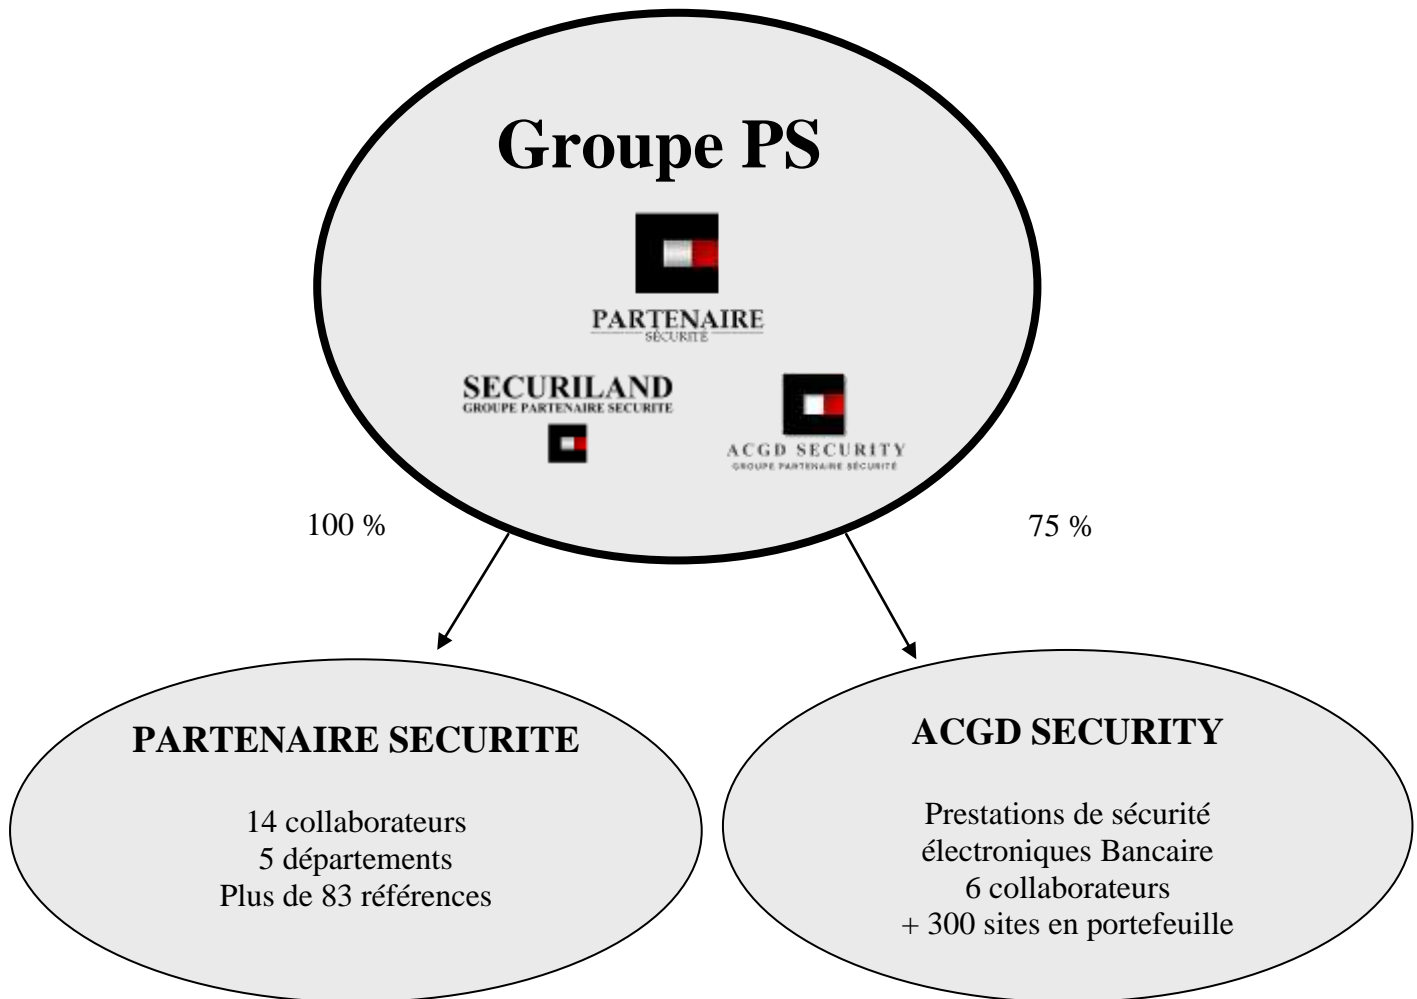 Groupe PS
PARTENAIRE
SÉCURITÉ
SECURILAND
GROUPE PARTENAIRE SECURITE
ACGD SECURITY
GROUPE PARTENAIRE SÉCURITÉ
100 %
75 %
PARTENAIRE SECURITE
14 collaborateurs
5 départements
Plus de 83 références
ACGD SECURITY
Prestations de sécurité
électroniques Bancaire
6 collaborateurs
+ 300 sites en portefeuille